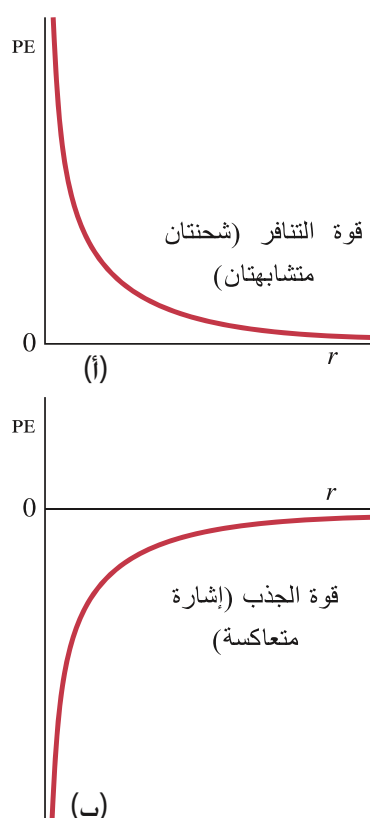 PE
قوة التنافر (شحنتان
متشابهتان)
0
r
(أ)
PE
r
0
قوة الجذب (إشارة
متعاكسة)
(ب)